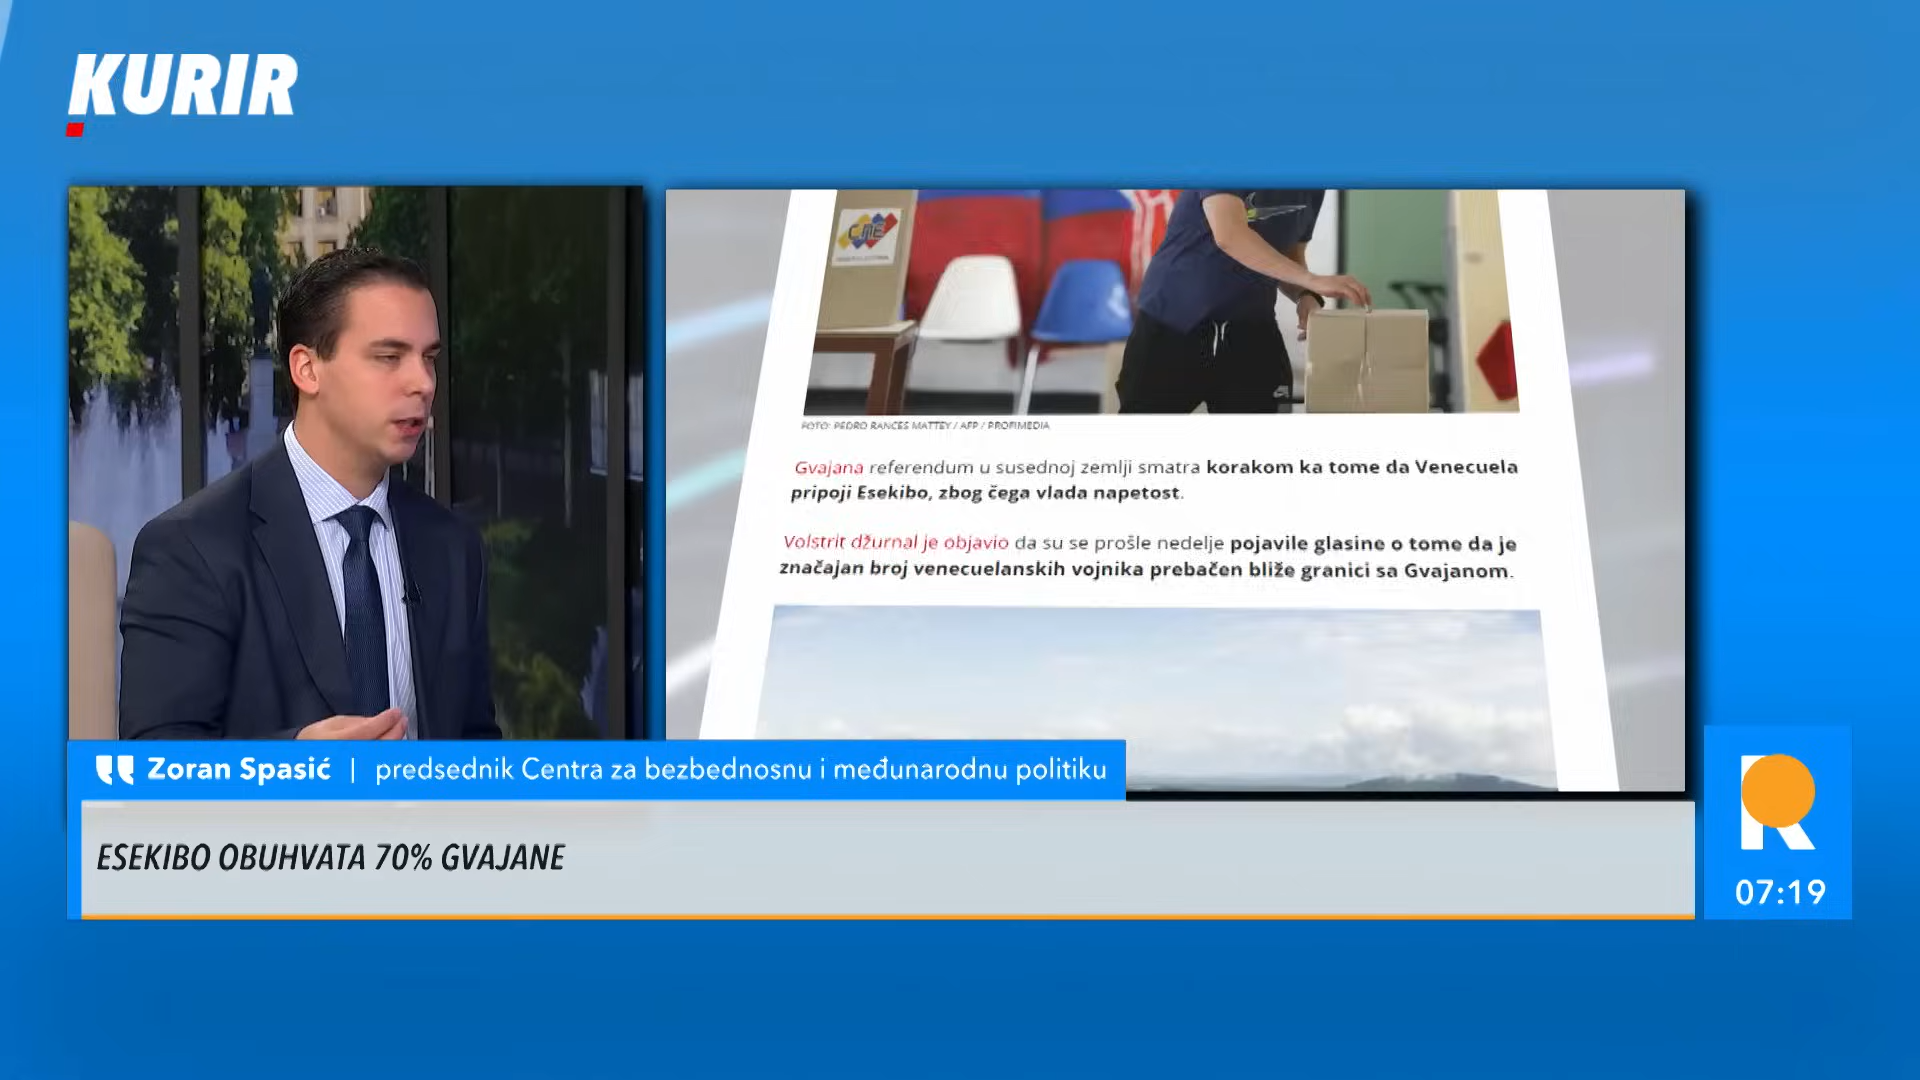 KURIR
CNE
FOTO: PEDRO RANCES MATTEY / AFP / PROFIMEDIA
Gvajana referendum u susednoj zemlji smatra korakom ka tome da Venecuela
pripoji Esekibo, zbog čega vlada napetost.
Volstrit džurnal je objavio da su se prošle nedelje pojavile glasine o tome da je
značajan broj venecuelanskih vojnika prebačen bliže granici sa Gvajanom.
Zoran Spasić | predsednik Centra za bezbednosnu i međunarodnu politiku
ESEKIBO OBUHVATA 70% GVAJANE
R
07:19